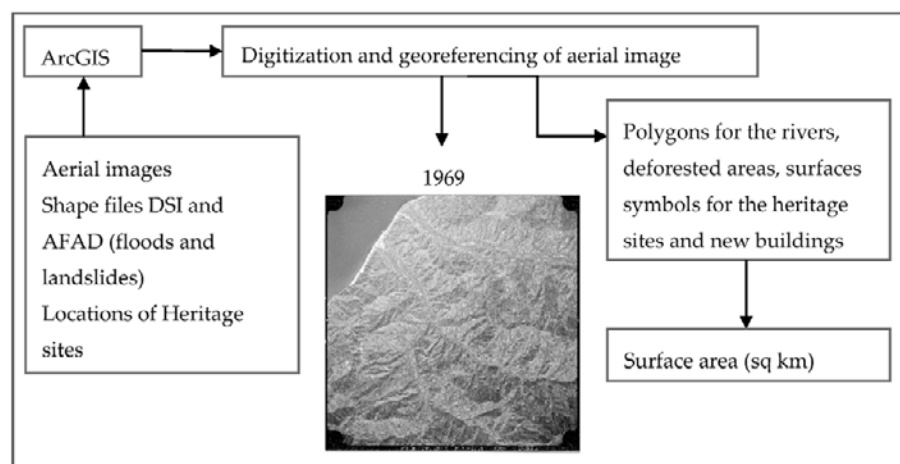 ArcGIS
Digitization and georeferencing of aerial image
Aerial images
Shape files DSI and
AFAD (floods and
landslides)
Locations of Heritage
sites
1969
Polygons for the rivers,
deforested areas, surfaces
symbols for the heritage
sites and new buildings
Surface area (sq km)